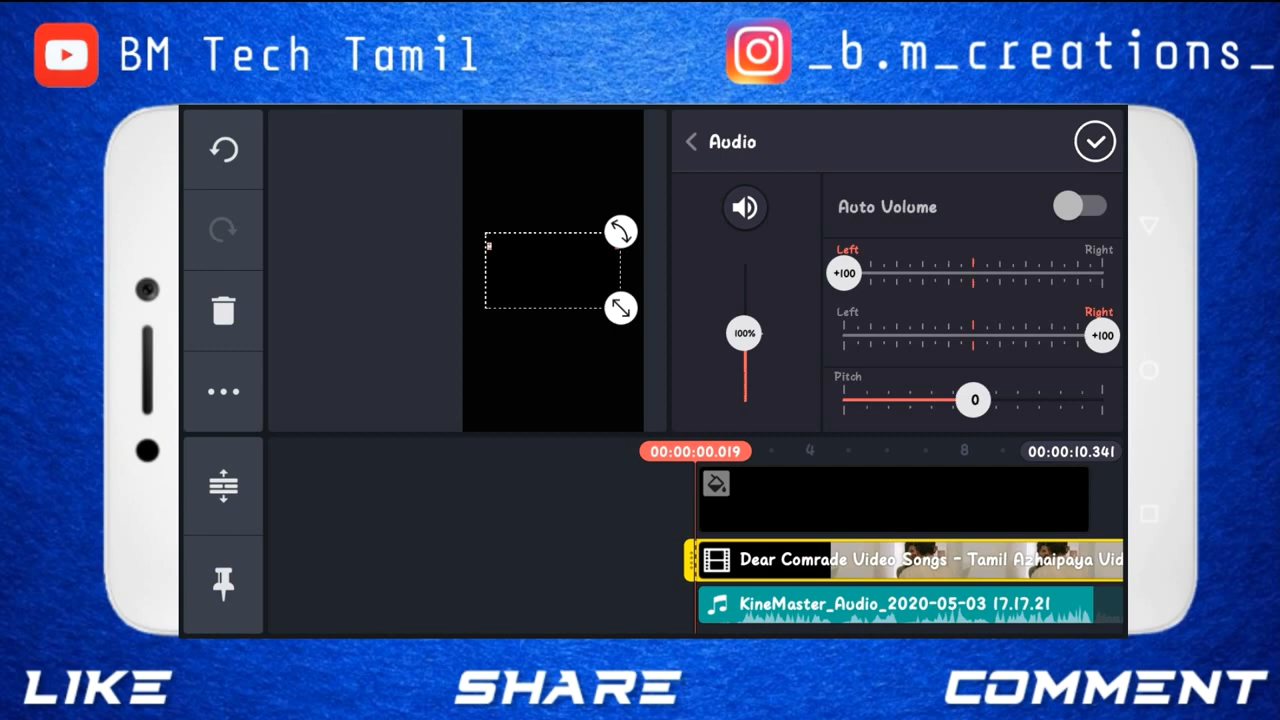 BM Tech Tamil
_b.m_creations_
Audio
Auto Volume
Left Right
+100
Left Right
+100
100%
Pitch
0
00:00:00.019 4 8 00:00:10.341
Dear Comrade Video Songs - Tamil Azhaipaya Vid
KineMaster_Audio_2020-05-03 17.17.21
LIKE SHARE COMMENT